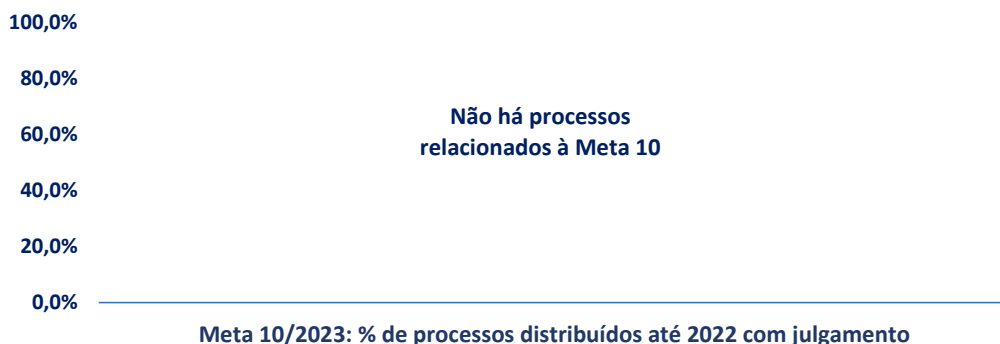 100,0%
80,0%
60,0%
40,0%
20,0%
0,0%
Não há processos
relacionados à Meta 10
Meta 10/2023: % de processos distribuídos até 2022 com julgamento